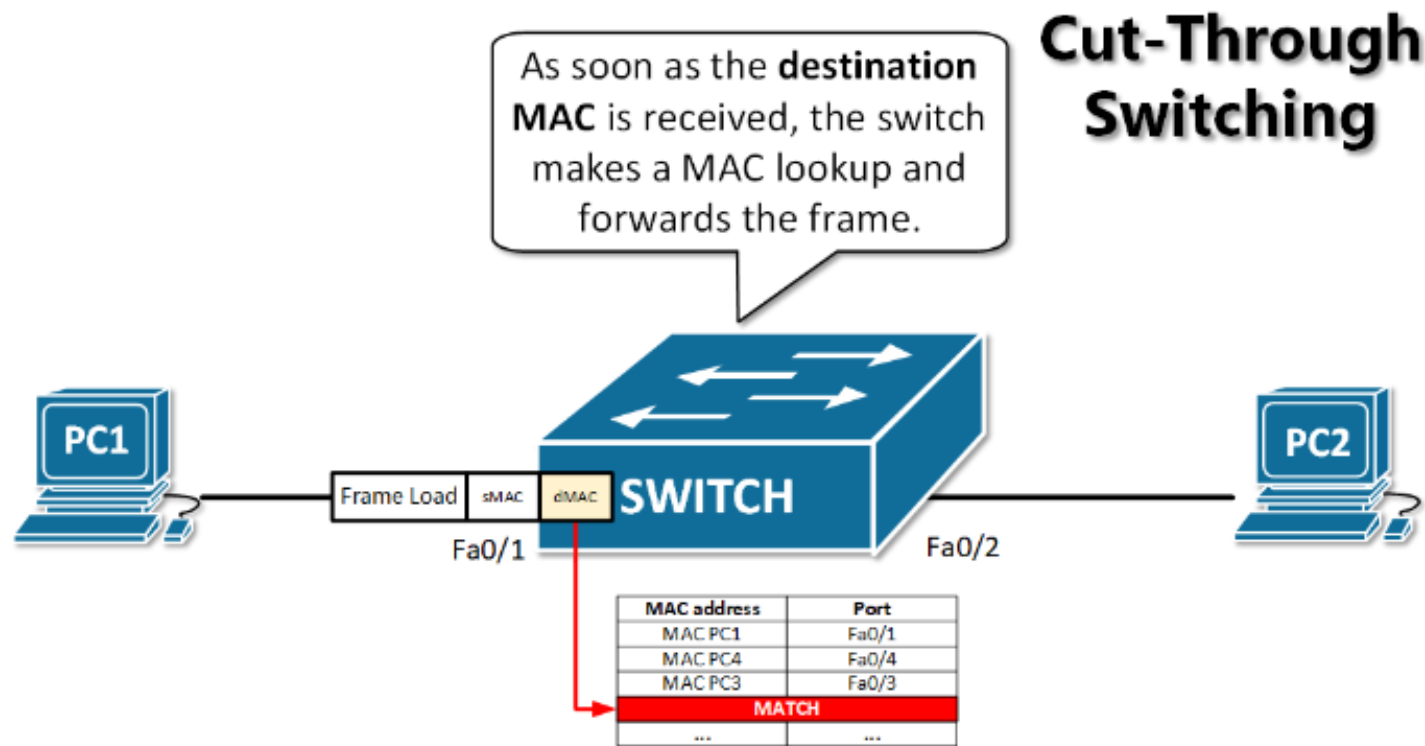 Cut-Through
Switching
As soon as the destination
MAC is received, the switch
makes a MAC lookup and
forwards the frame.
PC1
Frame Load sMAC dMAC
SWITCH
PC2
Fa0/1
Fa0/2
MAC address Port
MAC PC1 Fa0/1
MAC PC4 Fa0/4
MAC PC3 Fa0/3
MATCH
... ...